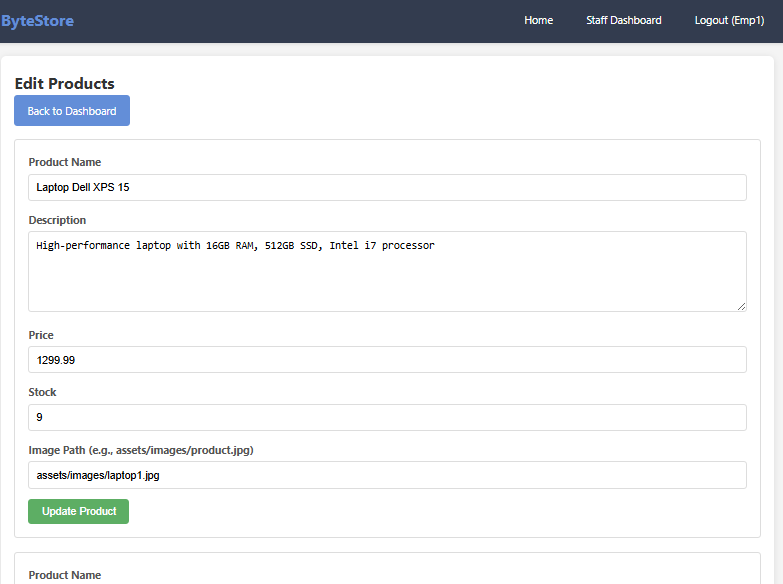 ByteStore
Home Staff Dashboard Logout (Emp1)
Edit Products
Back to Dashboard
Product Name
Laptop Dell XPS 15
Description
High-performance laptop with 16GB RAM, 512GB SSD, Intel i7 processor
Price
1299.99
Stock
9
Image Path (e.g., assets/images/product.jpg)
assets/images/laptop1.jpg
Update Product
Product Name